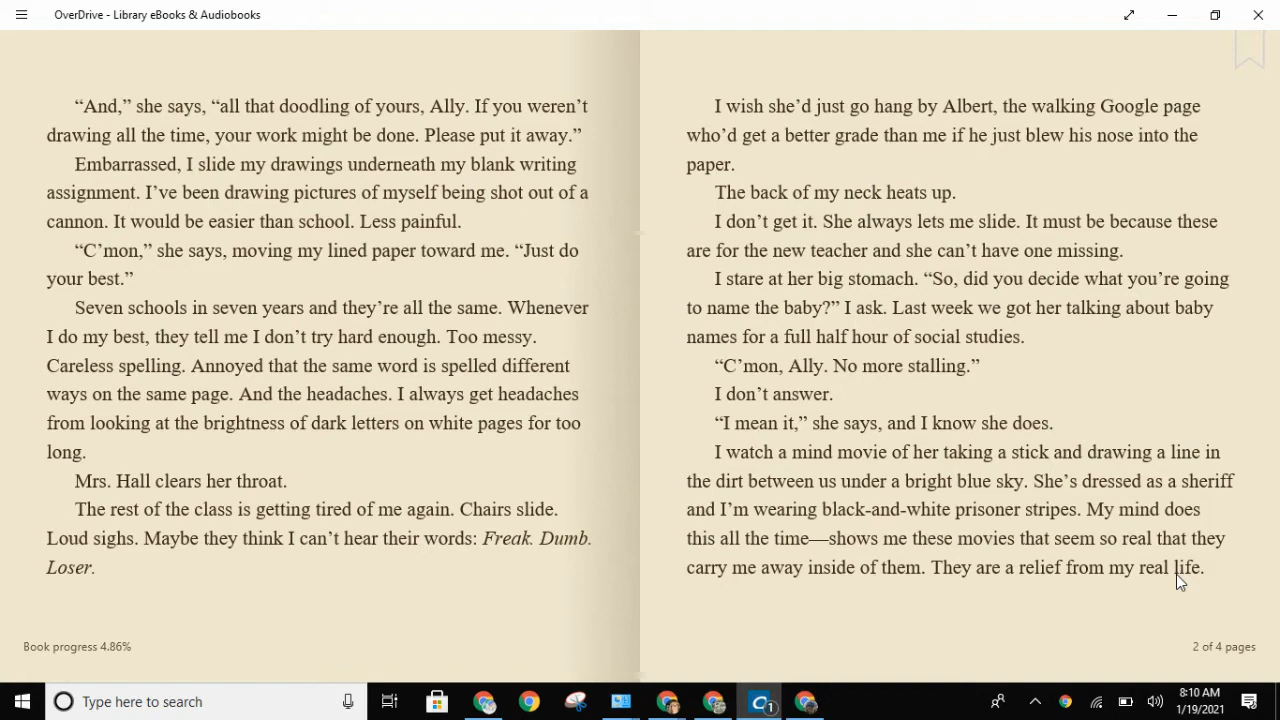 OverDrive - Library eBooks & Audiobooks
“And,” she says, “all that doodling of yours, Ally. If you weren’t
drawing all the time, your work might be done. Please put it away.”
Embarrassed, I slide my drawings underneath my blank writing
assignment. I’ve been drawing pictures of myself being shot out of a
cannon. It would be easier than school. Less painful.
“C’mon,” she says, moving my lined paper toward me. “Just do
your best.”
Seven schools in seven years and they’re all the same. Whenever
I do my best, they tell me I don’t try hard enough. Too messy.
Careless spelling. Annoyed that the same word is spelled different
ways on the same page. And the headaches. I always get headaches
from looking at the brightness of dark letters on white pages for too
long.
Mrs. Hall clears her throat.
The rest of the class is getting tired of me again. Chairs slide.
Loud sighs. Maybe they think I can’t hear their words: Freak. Dumb.
Loser.
Book progress 4.86%
I wish she’d just go hang by Albert, the walking Google page
who’d get a better grade than me if he just blew his nose into the
paper.
The back of my neck heats up.
I don’t get it. She always lets me slide. It must be because these
are for the new teacher and she can’t have one missing.
I stare at her big stomach. “So, did you decide what you’re going
to name the baby?” I ask. Last week we got her talking about baby
names for a full half hour of social studies.
“C’mon, Ally. No more stalling.”
I don’t answer.
“I mean it,” she says, and I know she does.
I watch a mind movie of her taking a stick and drawing a line in
the dirt between us under a bright blue sky. She’s dressed as a sheriff
and I’m wearing black-and-white prisoner stripes. My mind does
this all the time—shows me these movies that seem so real that they
carry me away inside of them. They are a relief from my real life.
2 of 4 pages
Type here to search
1
8:10 AM
1/19/2021